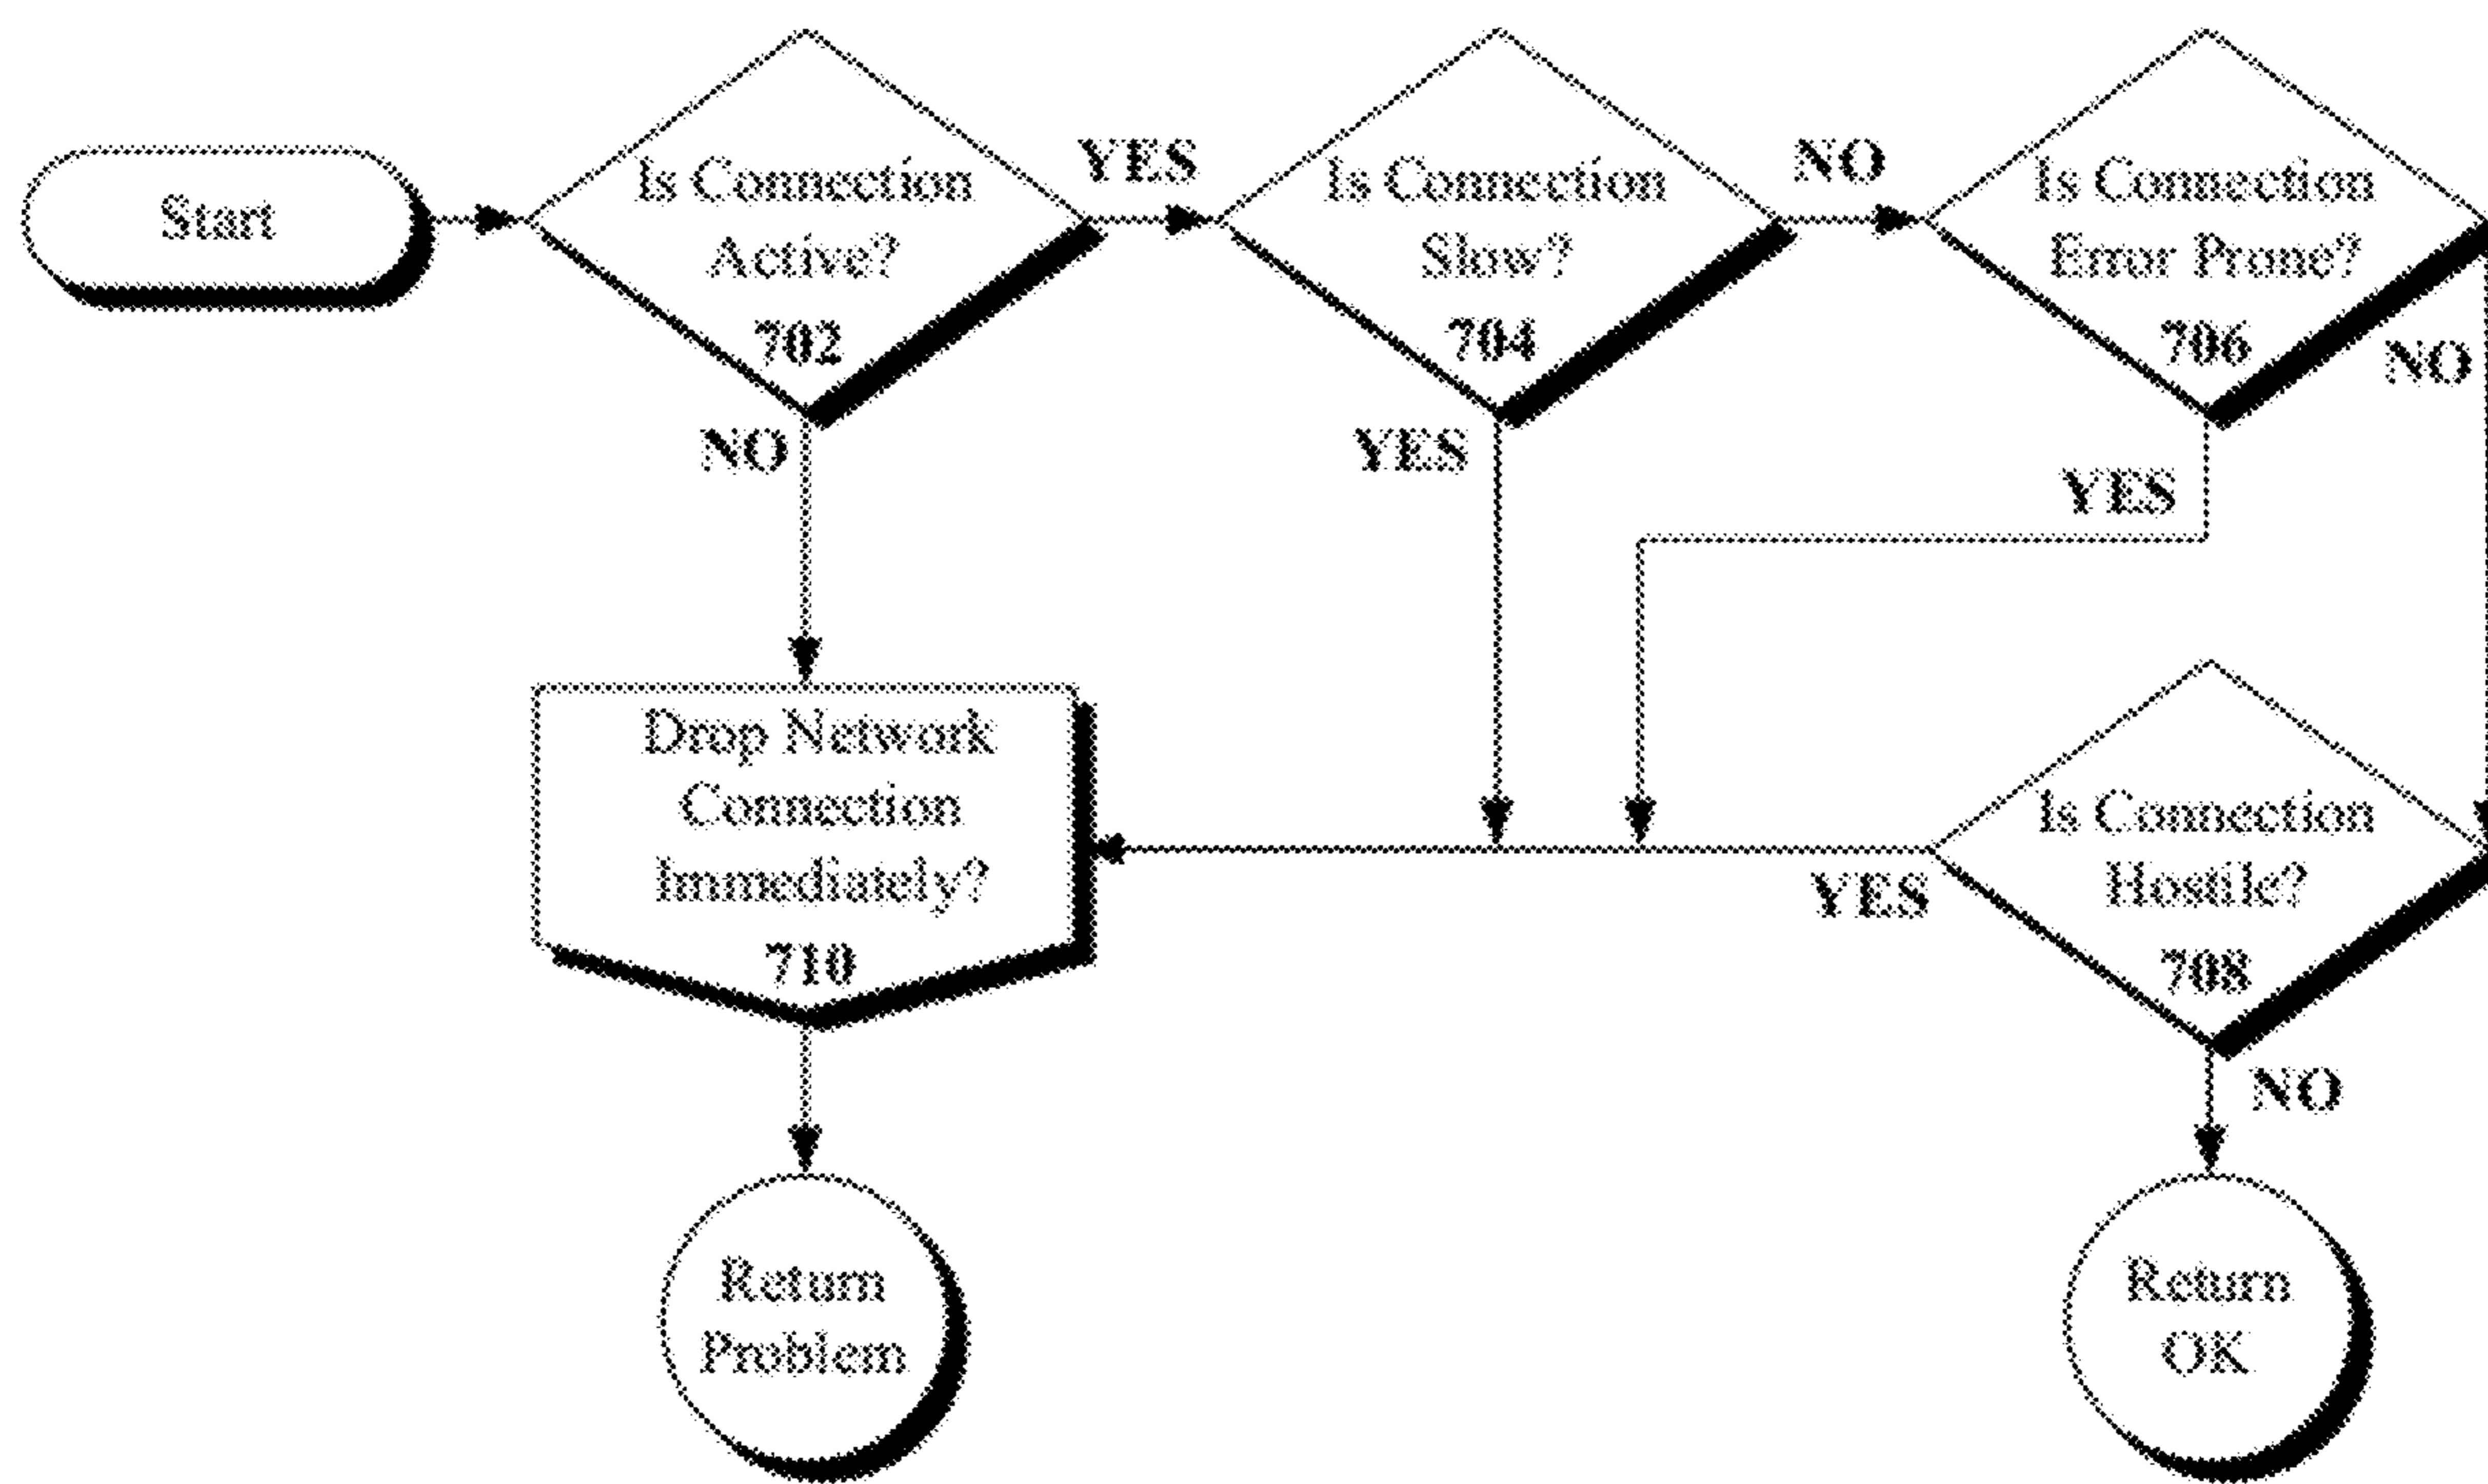 Start
Is Connection
Active?
702
YES
NO
Is Connection
Slow?
704
NO
YES
Is Connection
Error Prone?
706
NO
YES
Drop Network
Connection
Immediately?
710
Is Connection
Hostile?
708
YES
NO
Return
Problem
Return
OK